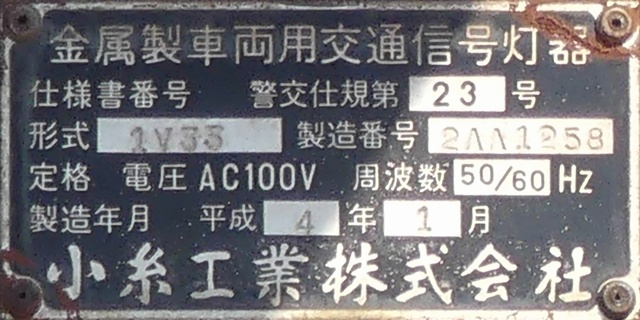 金属製車両用交通信号灯器
仕様書番号 警交仕規第 23 号
形式 1V33 製造番号 2ΛΛ1258
定格 電圧 AC100V 周波数 50/60 Hz
製造年月 平成 4 年 1 月
小糸工業株式会社